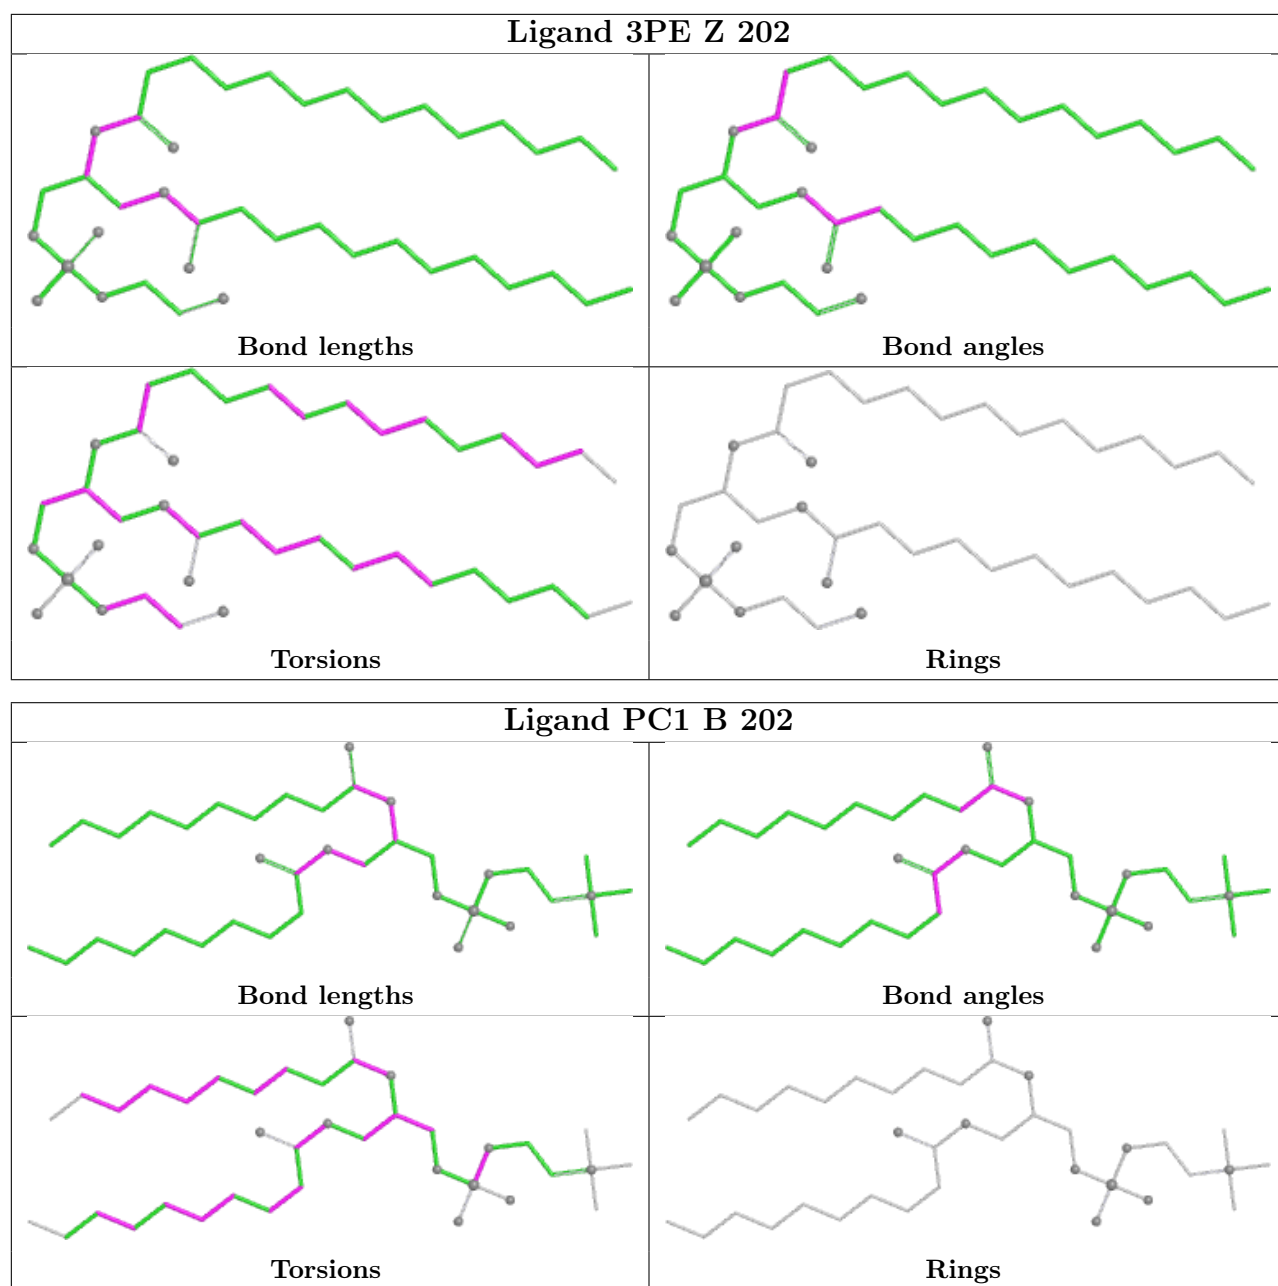 Ligand 3PE Z 202
Bond lengths
Bond angles
Torsions
Rings
Ligand PC1 B 202
Bond lengths
Bond angles
Torsions
Rings